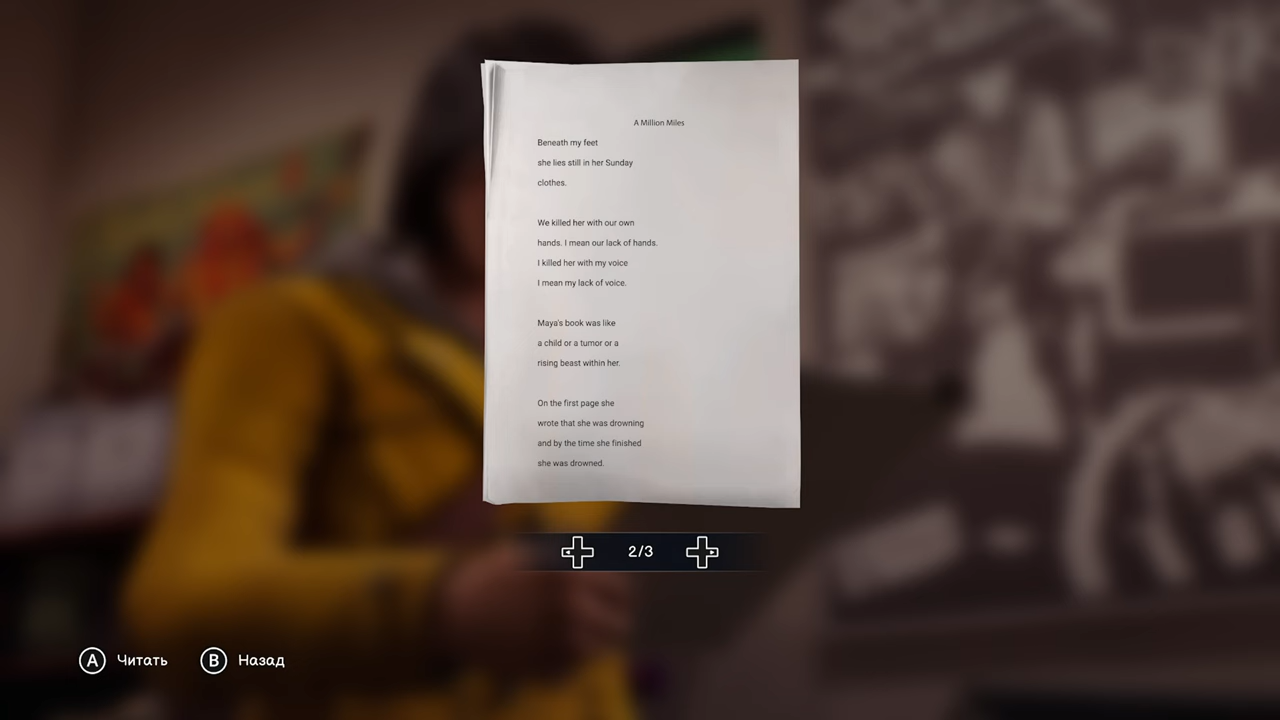 A Million Miles
Beneath my feet
she lies still in her Sunday
clothes.
We killed her with our own
hands. I mean our lack of hands.
I killed her with my voice
I mean my lack of voice.
Maya's book was like
a child or a tumor or a
rising beast within her.
On the first page she
wrote that she was drowning
and by the time she finished
she was drowned.
2/3
A Читать B Назад